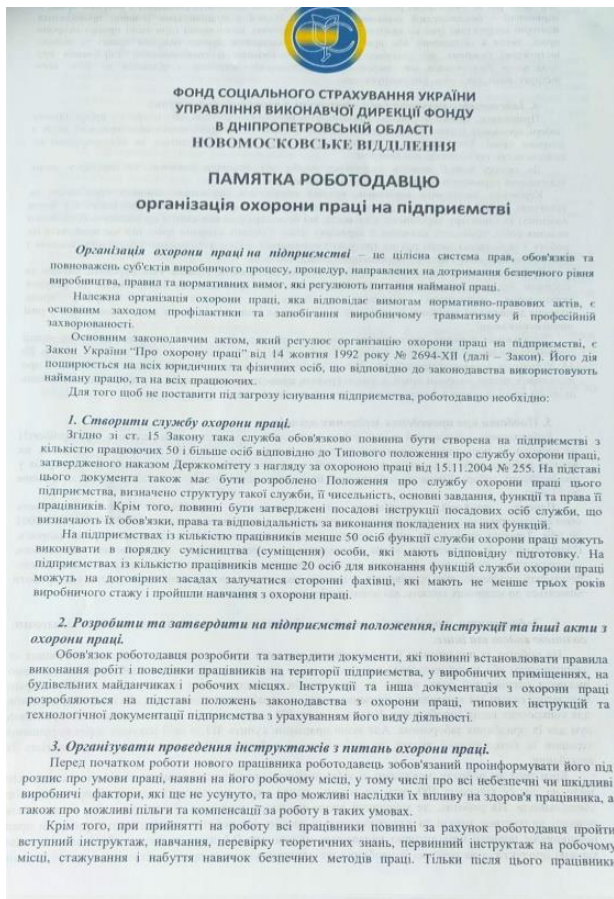 ФОНД СОЦІАЛЬНОГО СТРАХУВАННЯ УКРАЇНИ
УПРАВЛІННЯ ВИКОНАВЧОЇ ДИРЕКЦІЇ ФОНДУ
В ДНІПРОПЕТРОВСЬКІЙ ОБЛАСТІ
НОВОМОСКОВСЬКЕ ВІДДІЛЕННЯ
ПАМЯТКА РОБОТОДАВЦЮ
організація охорони праці на підприємстві
Організація охорони праці на підприємстві – це цілісна система прав, обов'язків та
повноважень суб'єктів виробничого процесу, процедур, направлених на дотримання безпечного рівня
виробництва, правил та нормативних вимог, які регулюють питання найманої праці.
Належна організація охорони праці, яка відповідає вимогам нормативно-правових актів, є
основним заходом профілактики та запобігання виробничому травматизму й професійній
захворюваності.
Основним законодавчим актом, який регулює організацію охорони праці на підприємстві, є
Закон України “Про охорону праці” від 14 жовтня 1992 року № 2694-XII (далі – Закон). Його дія
поширюється на всіх юридичних та фізичних осіб, що відповідно до законодавства використовують
найману працю, та на всіх працюючих.
Для того щоб не поставити під загрозу існування підприємства, роботодавцю необхідно:
1. Створити службу охорони праці.
Згідно зі ст. 15 Закону така служба обов'язково повинна бути створена на підприємстві з
кількістю працюючих 50 і більше осіб відповідно до Типового положення про службу охорони праці,
затвердженого наказом Держкомітету з нагляду за охороною праці від 15.11.2004 № 255. На підставі
цього документа також має бути розроблено Положення про службу охорони праці цього
підприємства, визначено структуру такої служби, її чисельність, основні завдання, функції та права її
працівників. Крім того, повинні бути затверджені посадові інструкції посадових осіб служби, що
визначають їх обов'язки, права та відповідальність за виконання покладених на них функцій.
На підприємствах із кількістю працівників менше 50 осіб функції служби охорони праці можуть
виконувати в порядку сумісництва (суміщення) особи, які мають відповідну підготовку. На
підприємствах із кількістю працівників менше 20 осіб для виконання функцій служби охорони праці
можуть на договірних засадах залучатися сторонні фахівці, які мають не менше трьох років
виробничого стажу і пройшли навчання з охорони праці.
2. Розробити та затвердити на підприємстві положення, інструкції та інші акти з
охорони праці.
Обов'язок роботодавця розробити та затвердити документи, які повинні встановлювати правила
виконання робіт і поведінки працівників на території підприємства, у виробничих приміщеннях, на
будівельних майданчиках і робочих місцях. Інструкції та інша документація з охорони праці
розробляються на підставі положень законодавства з охорони праці, типових інструкцій та
технологічної документації підприємства з урахуванням його виду діяльності.
3. Організувати проведення інструктажів з питань охорони праці.
Перед початком роботи нового працівника роботодавець зобов'язаний проінформувати його під
розпис про умови праці, наявні на його робочому місці, у тому числі про всі небезпечні чи шкідливі
виробничі фактори, які ще не усунуто, та про можливі наслідки їх впливу на здоров'я працівника, а
також про можливі пільги та компенсації за роботу в таких умовах.
Крім того, при прийнятті на роботу всі працівники повинні за рахунок роботодавця пройти
вступний інструктаж, навчання, перевірку теоретичних знань, первинний інструктаж на робочому
місці, стажування і набуття навичок безпечних методів праці. Тільки після цього працівники